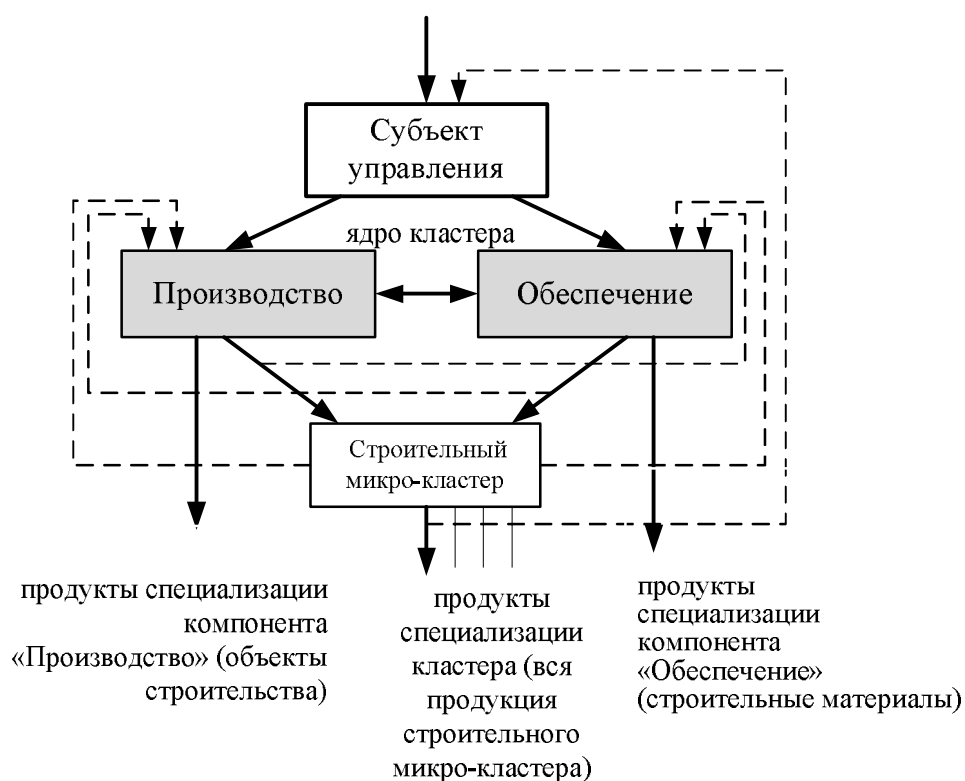 Субъект
управления
ядро кластера
Производство
Обеспечение
Строительный
микро-кластер
продукты специализации
компонента
«Производство» (объекты
строительства)
продукты
специализации
кластера (вся
продукция
строительного
микро-кластера)
продукты
специализации
компонента
«Обеспечение»
(строительные материалы)